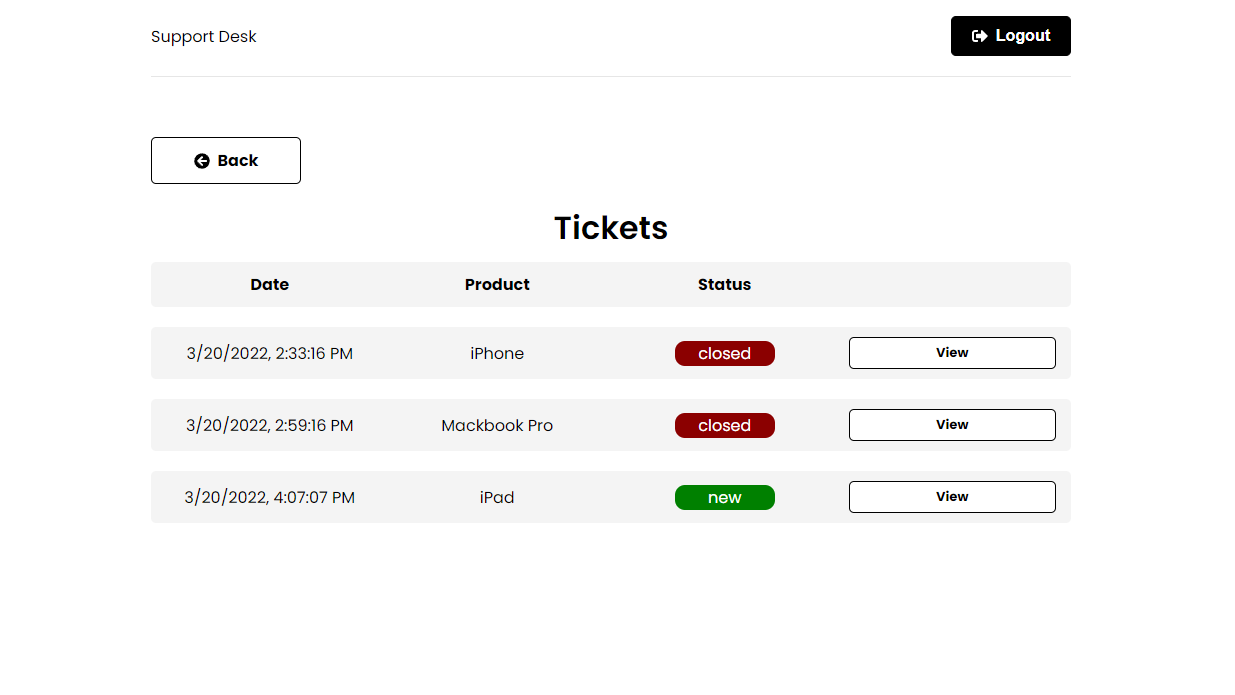 Support Desk Logout
Back
Tickets
Date Product Status
3/20/2022, 2:33:16 PM iPhone closed View
3/20/2022, 2:59:16 PM Mackbook Pro closed View
3/20/2022, 4:07:07 PM iPad new View